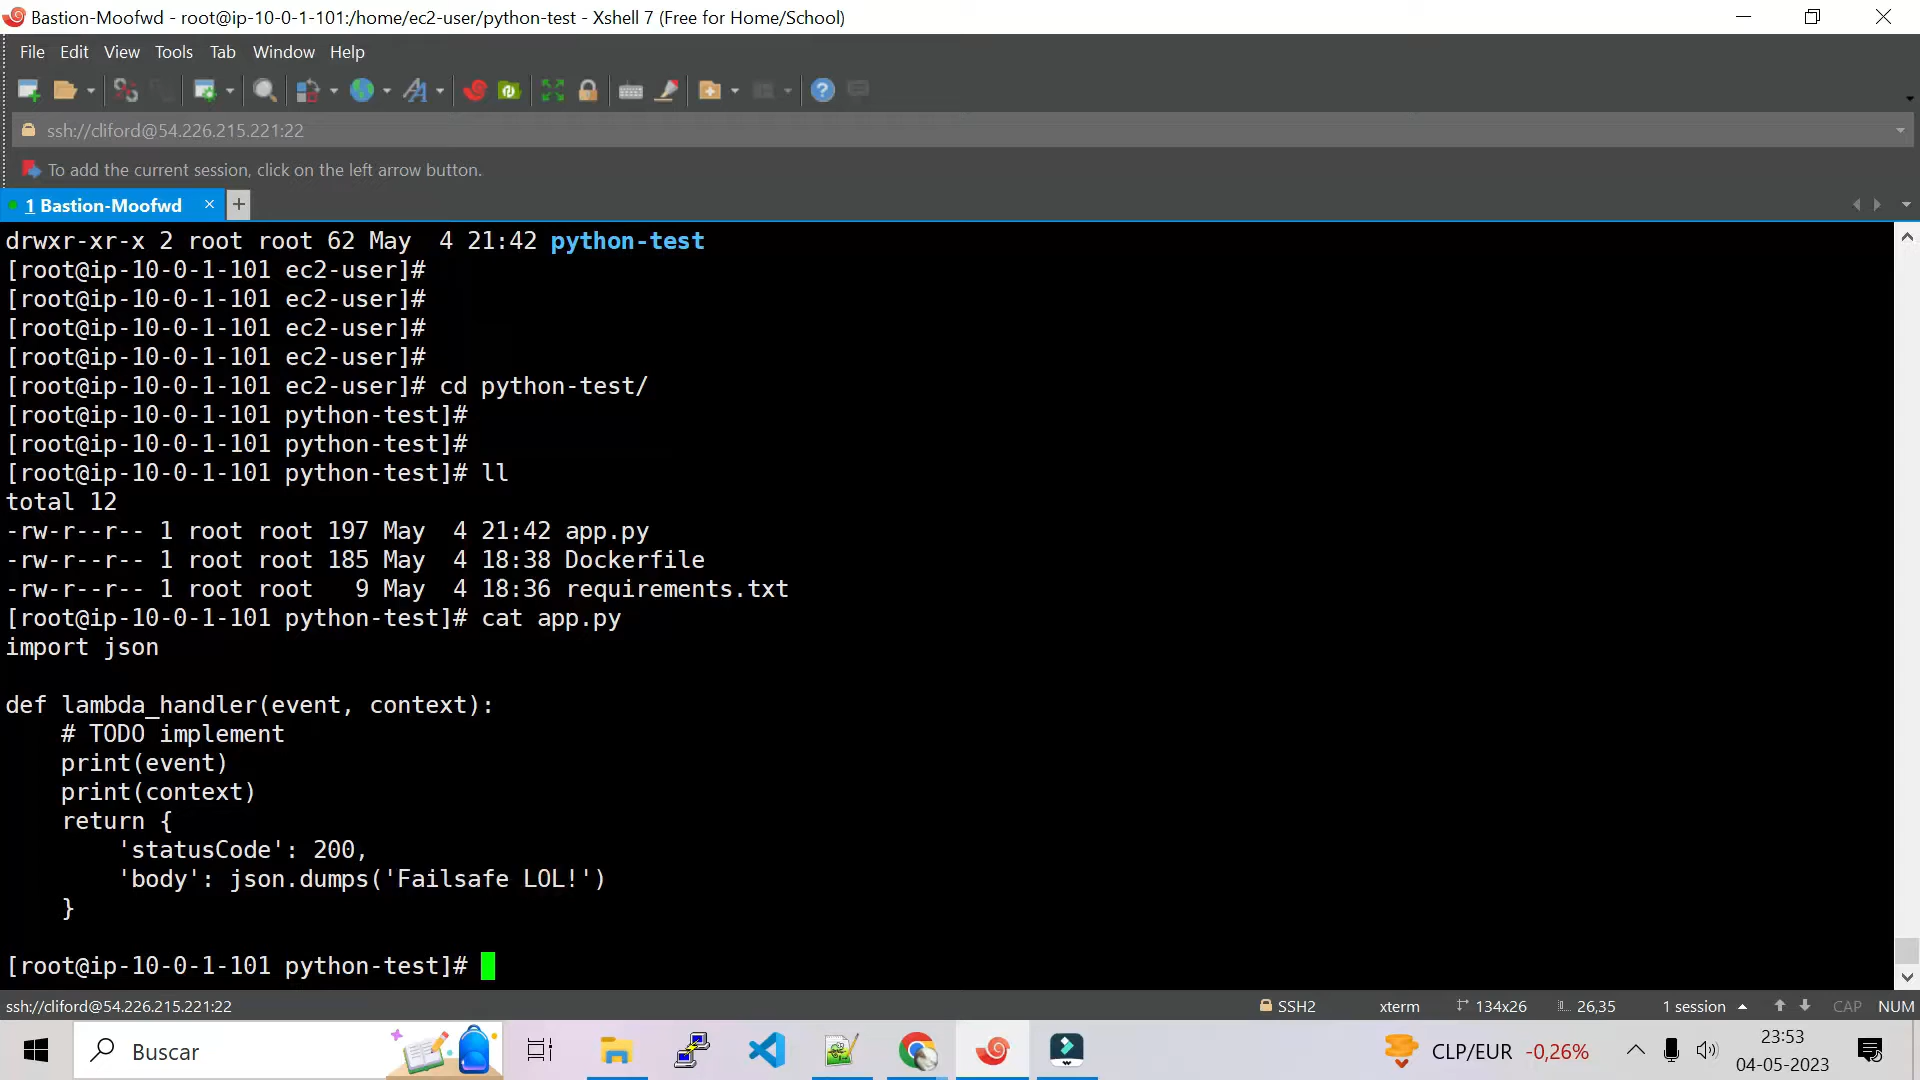 Bastion-Moofwd - root@ip-10-0-1-101:/home/ec2-user/python-test - Xshell 7 (Free for Home/School)
File Edit View Tools Tab Window Help
ssh://cliford@54.226.215.221:22
To add the current session, click on the left arrow button.
1 Bastion-Moofwd × +
drwxr-xr-x 2 root root 62 May  4 21:42 python-test
[root@ip-10-0-1-101 ec2-user]#
[root@ip-10-0-1-101 ec2-user]#
[root@ip-10-0-1-101 ec2-user]#
[root@ip-10-0-1-101 ec2-user]#
[root@ip-10-0-1-101 ec2-user]# cd python-test/
[root@ip-10-0-1-101 python-test]#
[root@ip-10-0-1-101 python-test]#
[root@ip-10-0-1-101 python-test]# ll
total 12
-rw-r--r-- 1 root root 197 May  4 21:42 app.py
-rw-r--r-- 1 root root 185 May  4 18:38 Dockerfile
-rw-r--r-- 1 root root   9 May  4 18:36 requirements.txt
[root@ip-10-0-1-101 python-test]# cat app.py
import json
def lambda_handler(event, context):
    # TODO implement
    print(event)
    print(context)
    return {
        'statusCode': 200,
        'body': json.dumps('Failsafe LOL!')
    }
[root@ip-10-0-1-101 python-test]#
ssh://cliford@54.226.215.221:22 SSH2 xterm 134x26 26,35 1 session CAP NUM
Buscar CLP/EUR -0,26% 23:53
04-05-2023